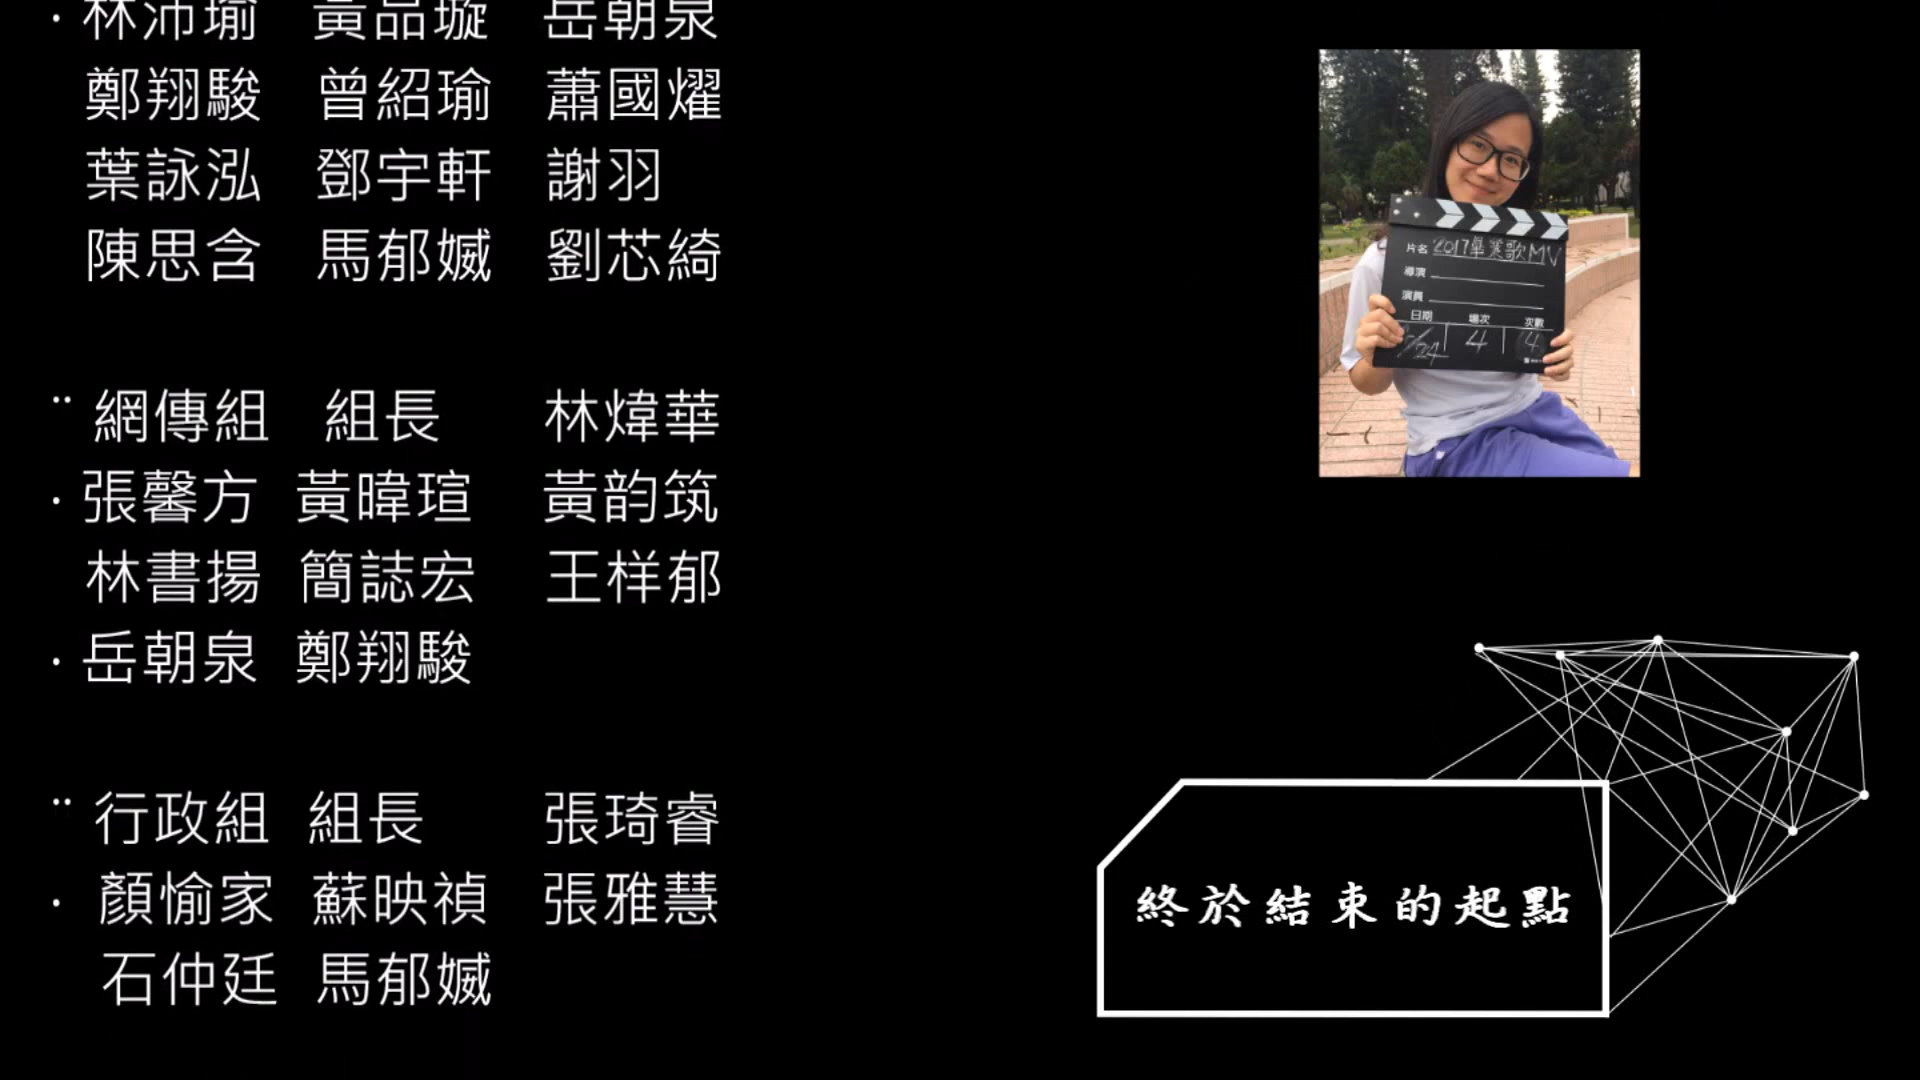 · 林沛瑜 黃品璇 岳朝泉
鄭翔駿 曾紹瑜 蕭國燿
葉詠泓 鄧宇軒 謝羽
陳思含 馬郁媙 劉芯綺
¨ 網傳組 組長 林煒華
· 張馨方 黃暐瑄 黃韵筑
林書揚 簡誌宏 王样郁
· 岳朝泉 鄭翔駿
¨ 行政組 組長 張琦睿
· 顏愉家 蘇映禎 張雅慧
石仲廷 馬郁媙
片名 2017畢業歌MV
導演
演員
日期 場次 次數
4 4
終於結束的起點